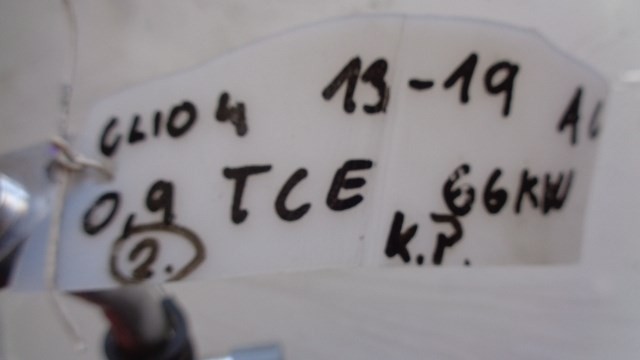 CLIO 4 13-19
0,9 TCE 66KW
2. K.P.